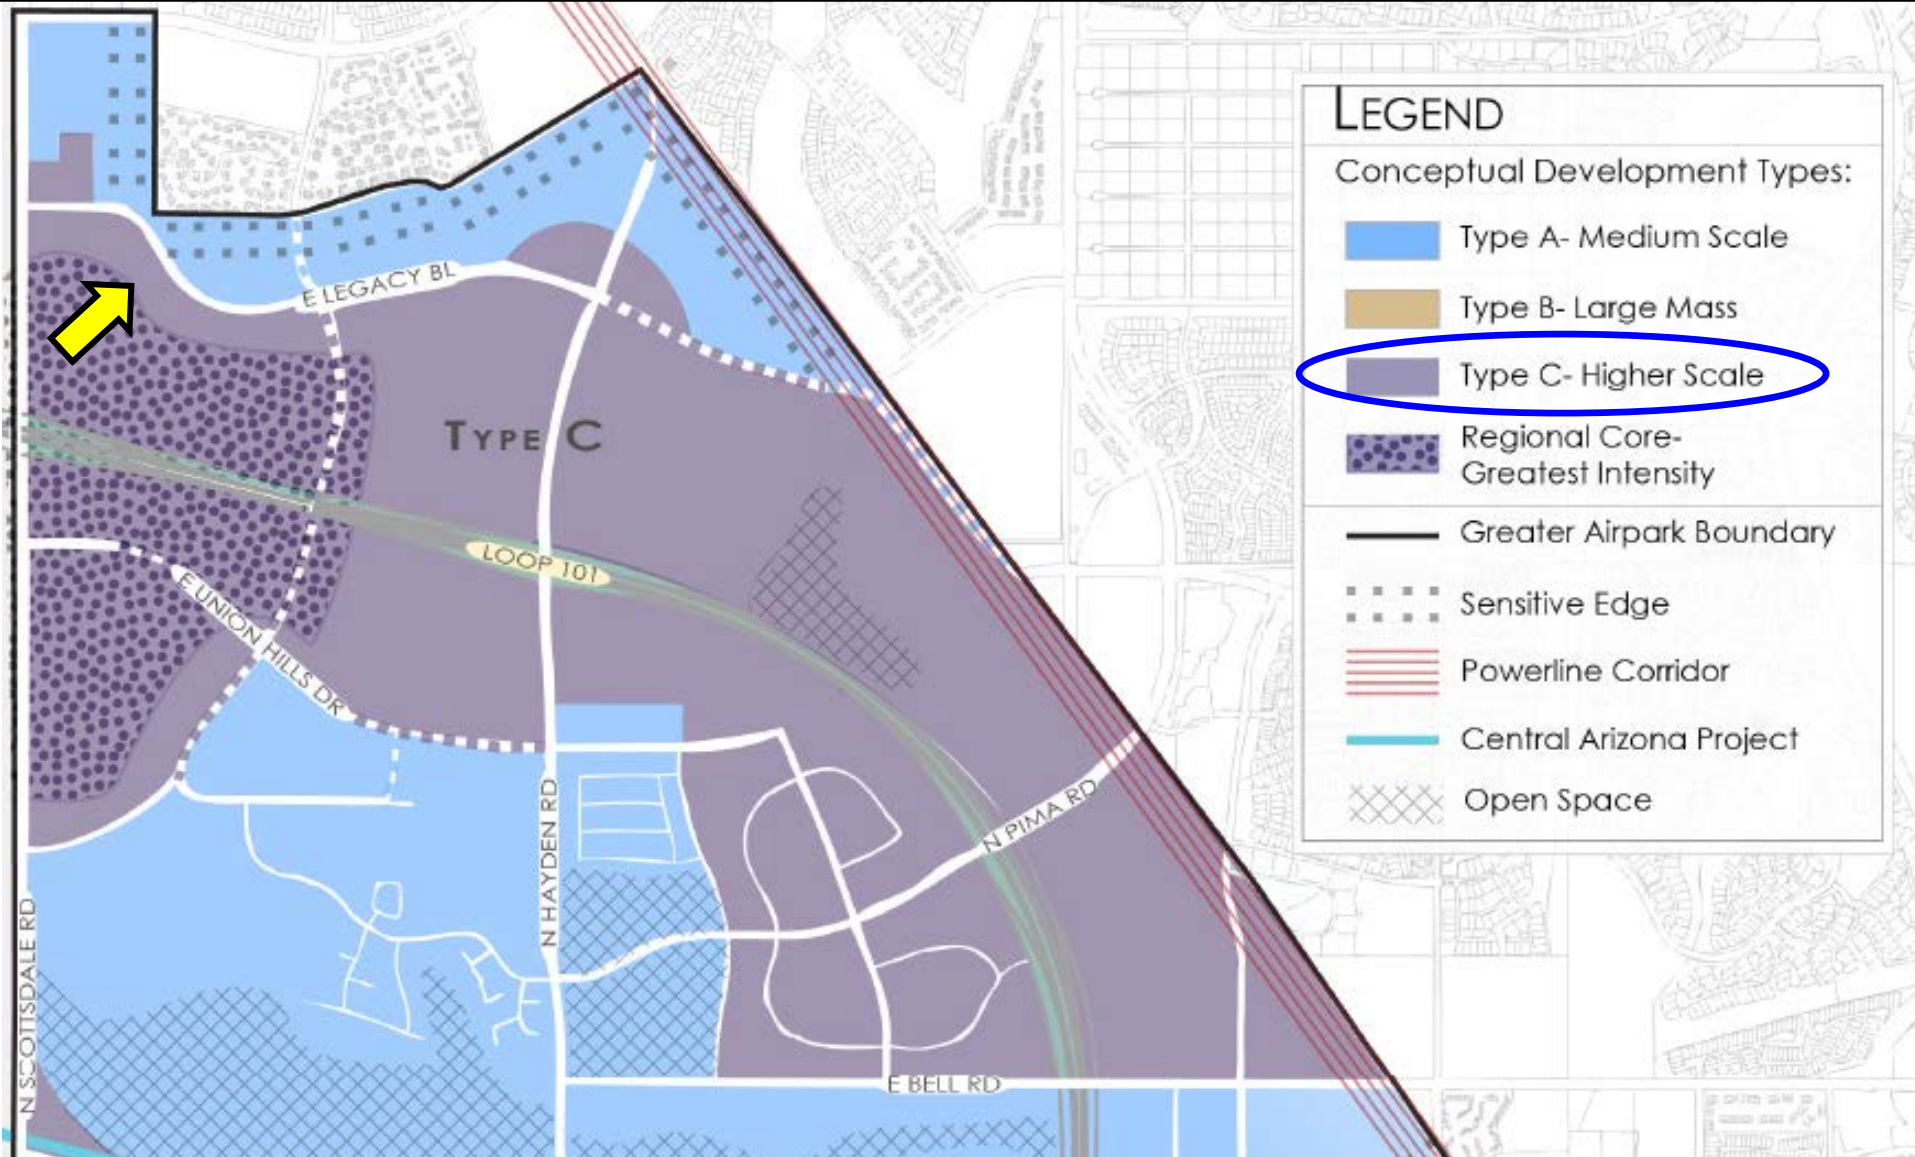 LEGEND
Conceptual Development Types:
Type A- Medium Scale
Type B- Large Mass
Type C- Higher Scale
Regional Core-
Greatest Intensity
Greater Airpark Boundary
Sensitive Edge
Powerline Corridor
Central Arizona Project
Open Space
E LEGACY BL
TYPE C
LOOP 101
E UNION HILLS DR
N HAYDEN RD
N PIMA RD
N SCOTTSDALE RD
E BELL RD